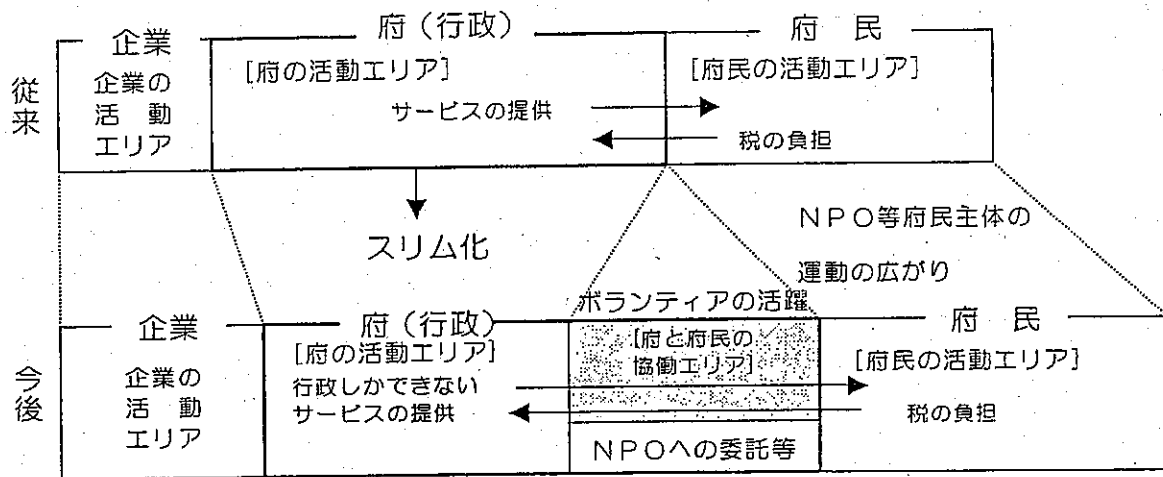 従来
企業
企業の
活動
エリア
府（行政）
[府の活動エリア]
サービスの提供
府民
[府民の活動エリア]
税の負担
スリム化
NPO等府民主体の
運動の広がり
今後
企業
企業の
活動
エリア
府（行政）
[府の活動エリア]
行政しかできない
サービスの提供
ボランティアの活躍
[府と府民の
協働エリア]
NPOへの委託等
府民
[府民の活動エリア]
税の負担